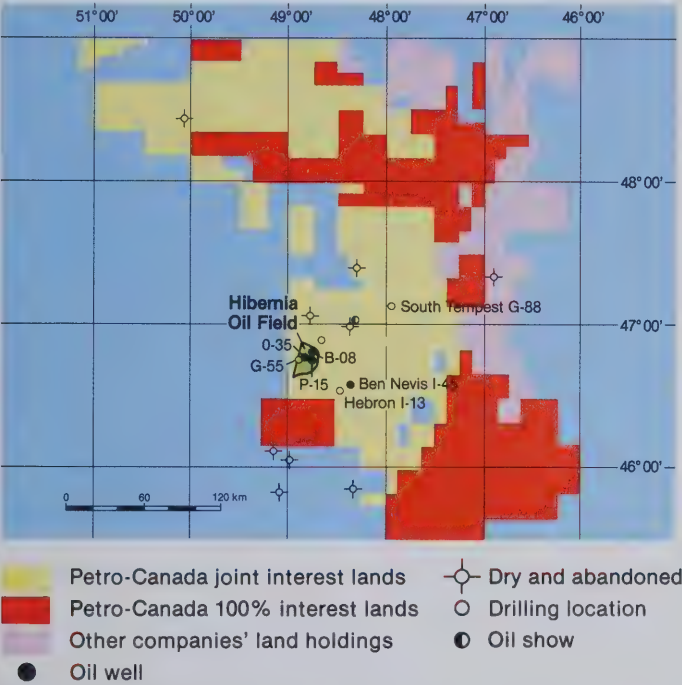 51°00' 50°00' 49°00' 48°00' 47°00' 46°00'
48°00'
Hibernia
Oil Field
South Tempest G-88
47°00'
0-35
B-08
G-55
P-15
Ben Nevis I-45
Hebron I-13
46°00'
0 60 120 km
Petro-Canada joint interest lands
Dry and abandoned
Petro-Canada 100% interest lands
Drilling location
Other companies' land holdings
Oil show
Oil well